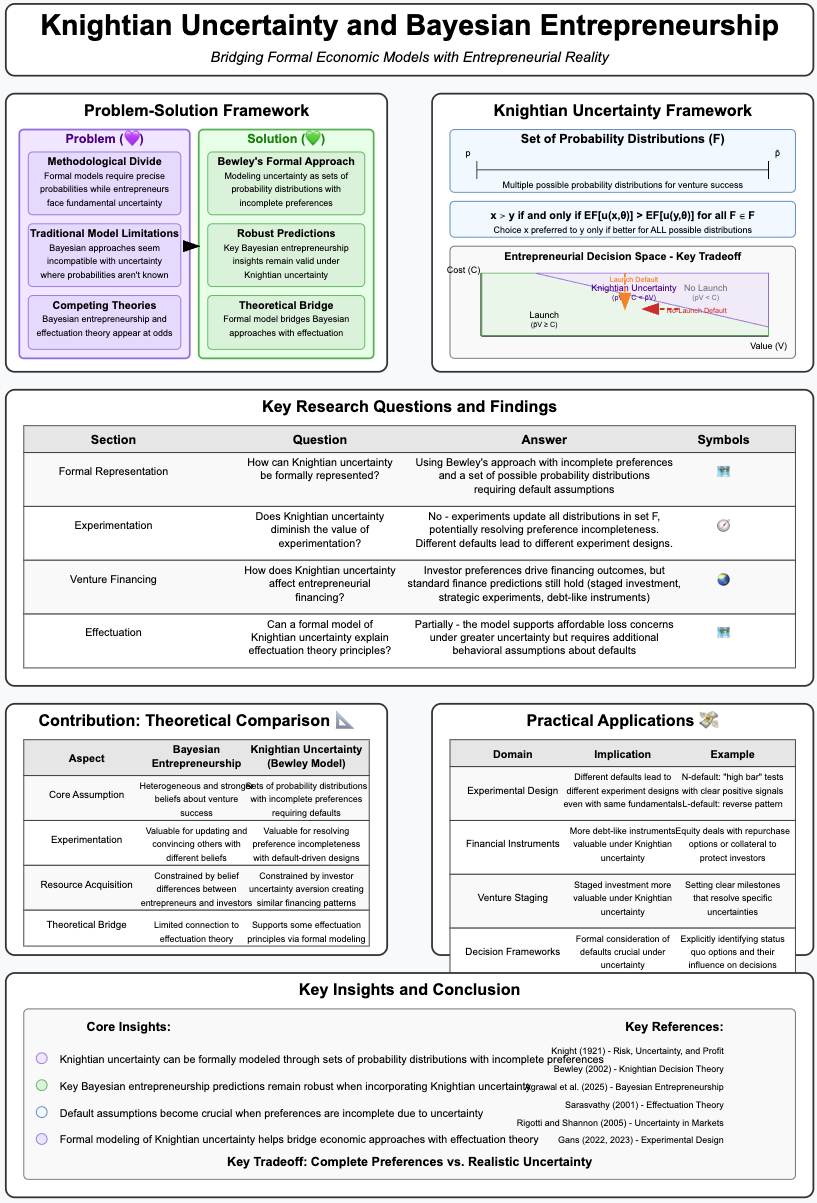 Knightian Uncertainty and Bayesian Entrepreneurship
Bridging Formal Economic Models with Entrepreneurial Reality
Problem-Solution Framework
Problem (💜)
Methodological Divide
Formal models require precise
probabilities while entrepreneurs
face fundamental uncertainty
Traditional Model Limitations
Bayesian approaches seem
incompatible with uncertainty
where probabilities aren't known
Competing Theories
Bayesian entrepreneurship and
effectuation theory appear at odds
Solution (💚)
Bewley's Formal Approach
Modeling uncertainty as sets of
probability distributions with
incomplete preferences
Robust Predictions
Key Bayesian entrepreneurship
insights remain valid under
Knightian uncertainty
Theoretical Bridge
Formal model bridges Bayesian
approaches with effectuation
Knightian Uncertainty Framework
Set of Probability Distributions (F)
p
p̄
Multiple possible probability distributions for venture success
x ≻ y if and only if EF[u(x,θ)] > EF[u(y,θ)] for all F ∈ F
Choice x preferred to y only if better for ALL possible distributions
Entrepreneurial Decision Space - Key Tradeoff
Cost (C)
Launch Default
Knightian Uncertainty
C < p̄V)
No Launch
(p̄V < C)
No-Launch Default
Launch
(p̄V ≥ C)
Value (V)
Key Research Questions and Findings
Section Question Answer Symbols
Formal Representation
How can Knightian uncertainty
be formally represented?
Using Bewley's approach with incomplete preferences
and a set of possible probability distributions
requiring default assumptions
🗺️
Experimentation
Does Knightian uncertainty
diminish the value of
experimentation?
No - experiments update all distributions in set F,
potentially resolving preference incompleteness.
Different defaults lead to different experiment designs.
🧭
Venture Financing
How does Knightian uncertainty
affect entrepreneurial
financing?
Investor preferences drive financing outcomes, but
standard finance predictions still hold (staged investment,
strategic experiments, debt-like instruments)
🌏
Effectuation
Can a formal model of
Knightian uncertainty explain
effectuation theory principles?
Partially - the model supports affordable loss concerns
under greater uncertainty but requires additional
behavioral assumptions about defaults
🗺️
Contribution: Theoretical Comparison 📐
Aspect
Bayesian
Entrepreneurship
Knightian Uncertainty
(Bewley Model)
Core Assumption
Heterogeneous and stronger
beliefs about venture
success
Sets of probability distributions
with incomplete preferences
requiring defaults
Experimentation
Valuable for updating and
convincing others with
different beliefs
Valuable for resolving
preference incompleteness
with default-driven designs
Resource Acquisition
Constrained by belief
differences between
entrepreneurs and investors
Constrained by investor
uncertainty aversion creating
similar financing patterns
Theoretical Bridge
Limited connection to
effectuation theory
Supports some effectuation
principles via formal modeling
Practical Applications 💸
Domain Implication Example
Experimental Design
Different defaults lead to
different experiment designs
even with same fundamentals
N-default: "high bar" tests
with clear positive signals
L-default: reverse pattern
Financial Instruments
More debt-like instruments
valuable under Knightian
uncertainty
Equity deals with repurchase
options or collateral to
protect investors
Venture Staging
Staged investment more
valuable under Knightian
uncertainty
Setting clear milestones
that resolve specific
uncertainties
Decision Frameworks
Formal consideration of
defaults crucial under
uncertainty
Explicitly identifying status
quo options and their
influence on decisions
Key Insights and Conclusion
Core Insights:
Knightian uncertainty can be formally modeled through sets of probability distributions with incomplete preferences
Key Bayesian entrepreneurship predictions remain robust when incorporating Knightian uncertainty
Default assumptions become crucial when preferences are incomplete due to uncertainty
Formal modeling of Knightian uncertainty helps bridge economic approaches with effectuation theory
Key References:
Knight (1921) - Risk, Uncertainty, and Profit
Bewley (2002) - Knightian Decision Theory
Agrawal et al. (2025) - Bayesian Entrepreneurship
Sarasvathy (2001) - Effectuation Theory
Rigotti and Shannon (2005) - Uncertainty in Markets
Gans (2022, 2023) - Experimental Design
Key Tradeoff: Complete Preferences vs. Realistic Uncertainty